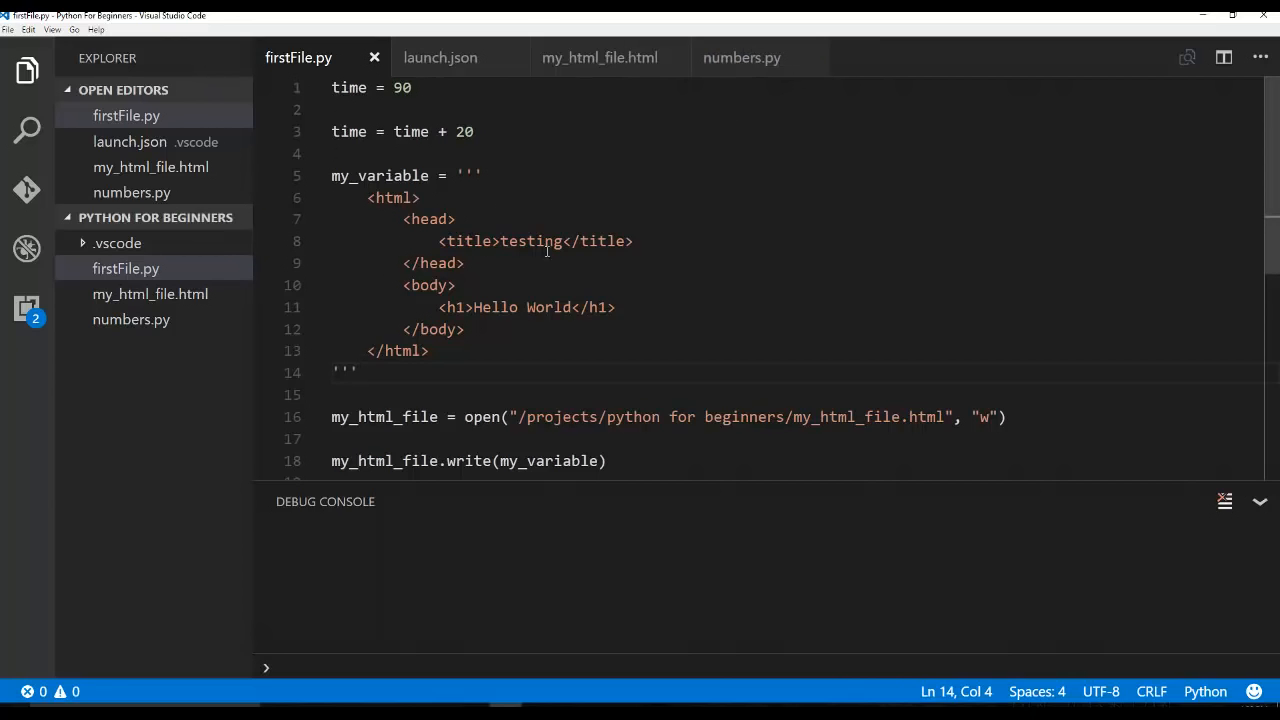 firstFile.py - Python For Beginners - Visual Studio Code
File Edit View Go Help
EXPLORER
OPEN EDITORS
firstFile.py
launch.json .vscode
my_html_file.html
numbers.py
PYTHON FOR BEGINNERS
.vscode
firstFile.py
my_html_file.html
numbers.py
2
firstFile.py launch.json my_html_file.html numbers.py
1 time = 90
2
3 time = time + 20
4
5 my_variable = '''
6 <html>
7 <head>
8 <title>testing</title>
9 </head>
10 <body>
11 <h1>Hello World</h1>
12 </body>
13 </html>
14 '''
15
16 my_html_file = open("/projects/python for beginners/my_html_file.html", "w")
17
18 my_html_file.write(my_variable)
DEBUG CONSOLE
0 0 Ln 14, Col 4 Spaces: 4 UTF-8 CRLF Python